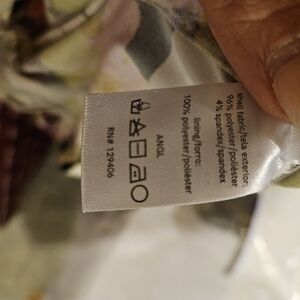 shell fabric/tela exterior:
96% polyester/poliéster
4% spandex/spandex
lining/forro:
100% polyester/poliéster
ANGL
RN# 129406